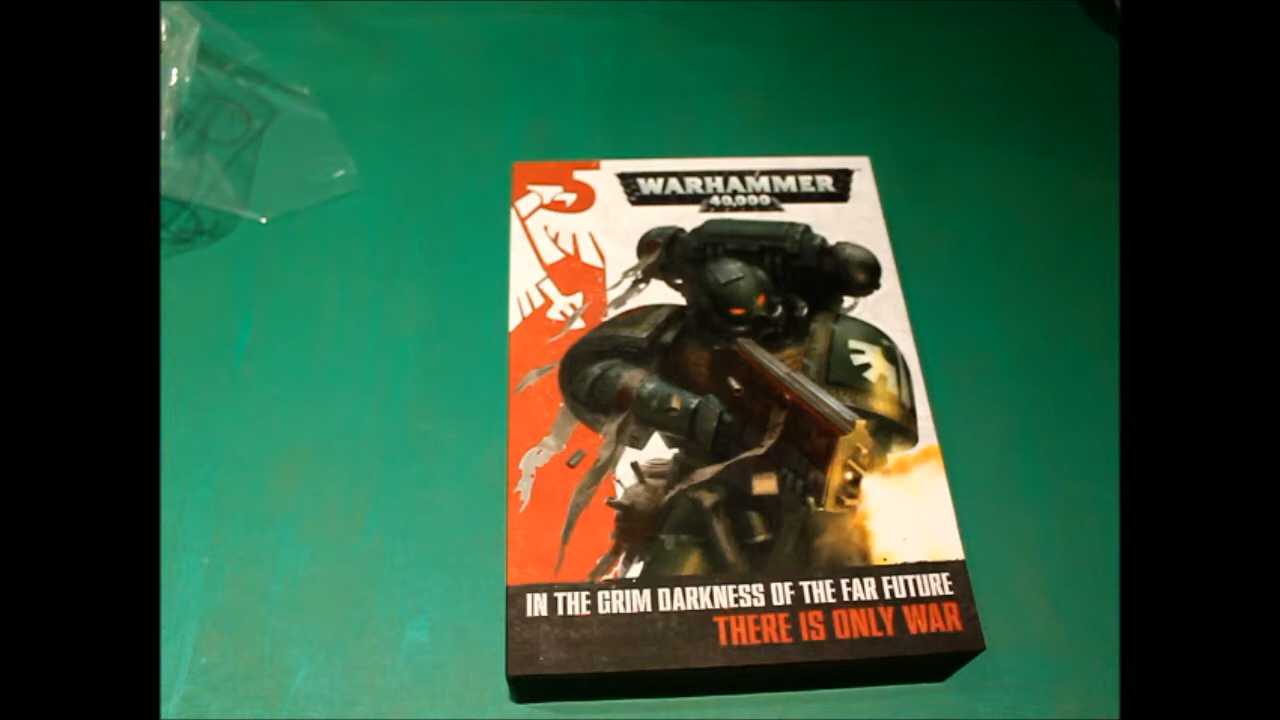 WARHAMMER
40,000
IN THE GRIM DARKNESS OF THE FAR FUTURE
THERE IS ONLY WAR